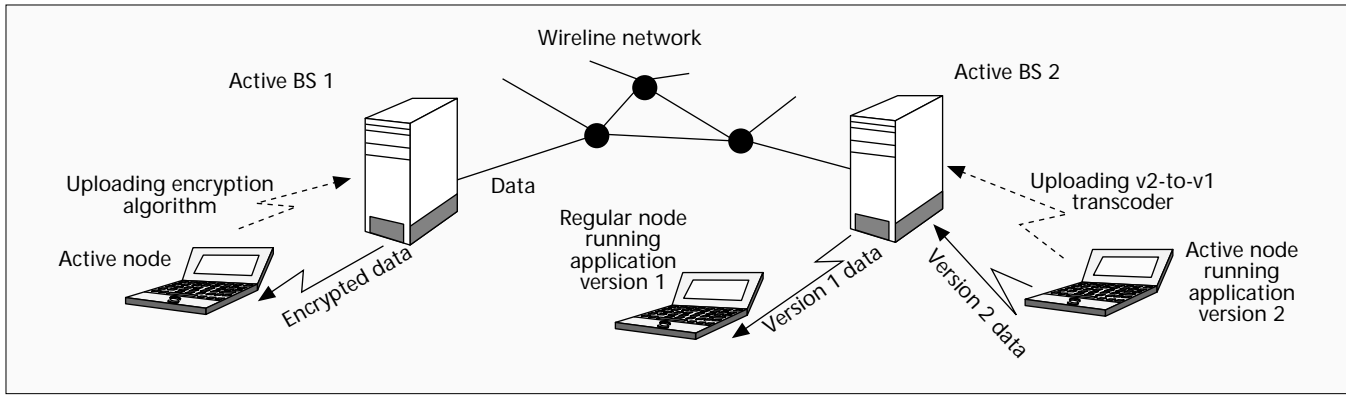 Wireline network
Active BS 1
Active BS 2
Uploading encryption
algorithm
Data
Uploading v2-to-v1
transcoder
Regular node
running
application
version 1
Active node
Encrypted data
Version 1 data
Version 2 data
Active node
running
application
version 2